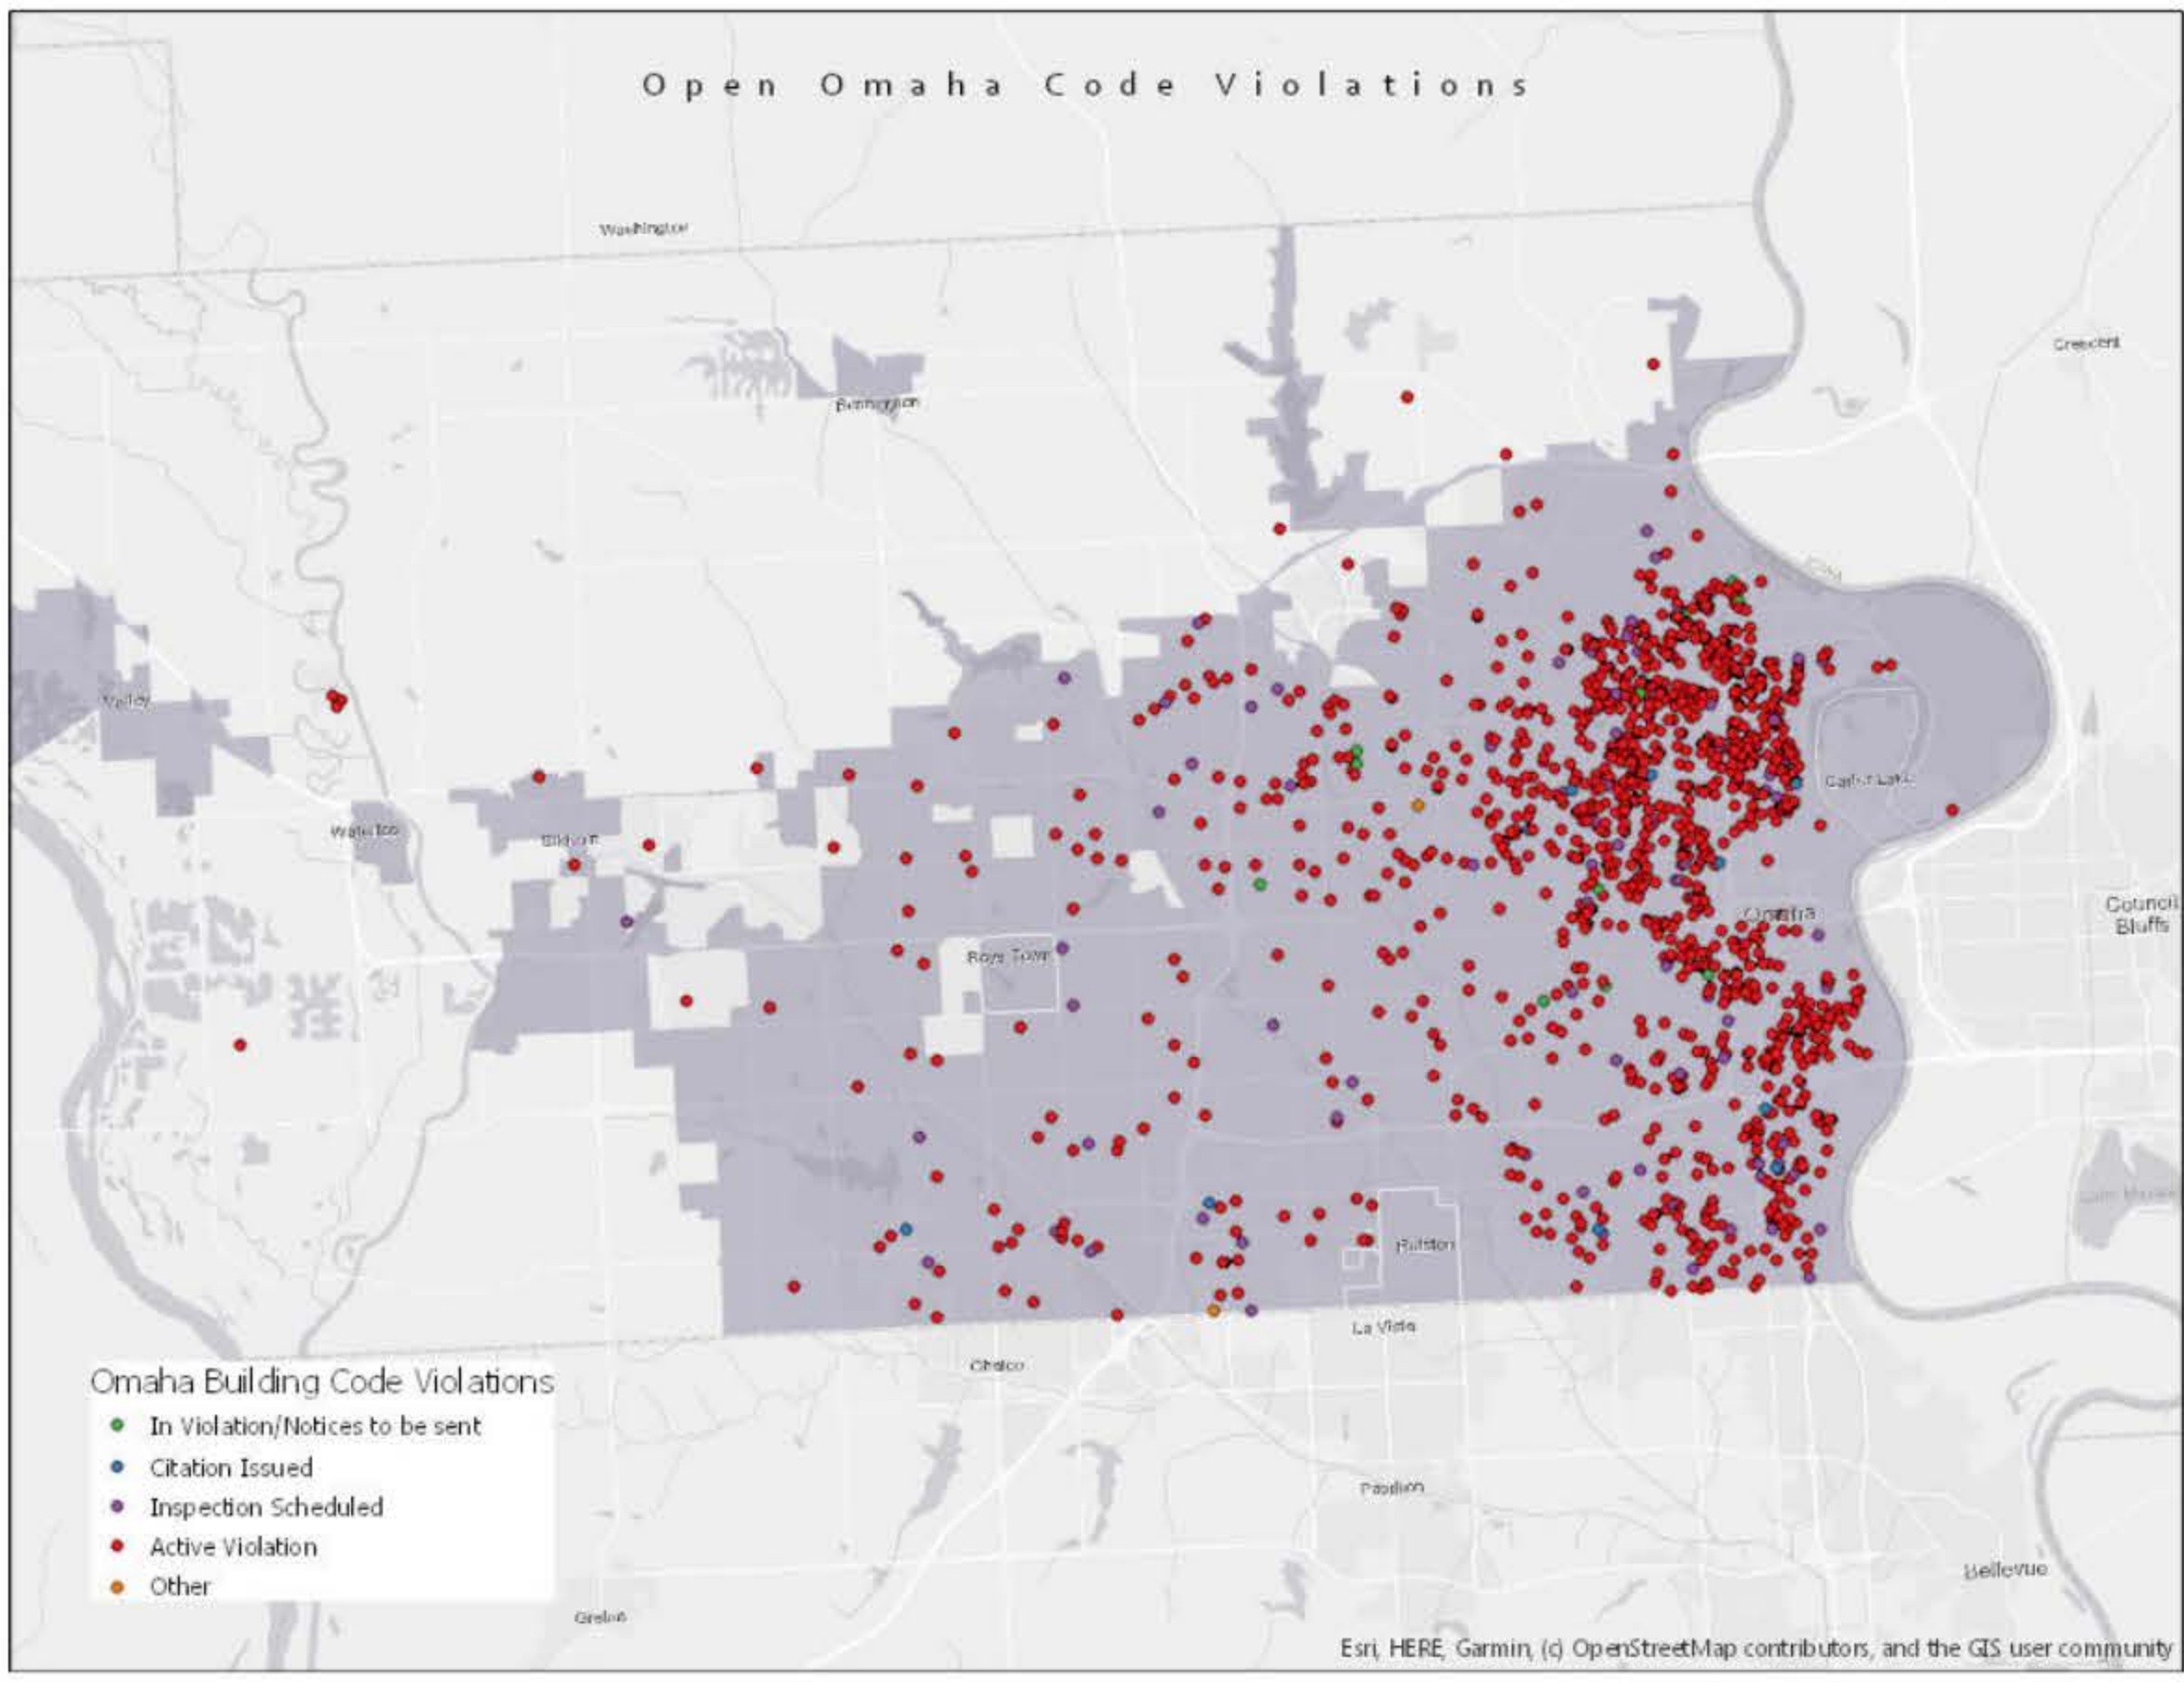 Open Omaha Code Violations
Washington
Crescent
Bennington
Valley
Carter Lake
Waterloo
Elkhorn
Omaha
Council
Bluffs
Boys Town
Ralston
La Vista
Chalco
Omaha Building Code Violations
In Violation/Notices to be sent
Citation Issued
Inspection Scheduled
Active Violation
Other
Papillion
Bellevue
Gretna
Esri, HERE, Garmin, (c) OpenStreetMap contributors, and the GIS user community